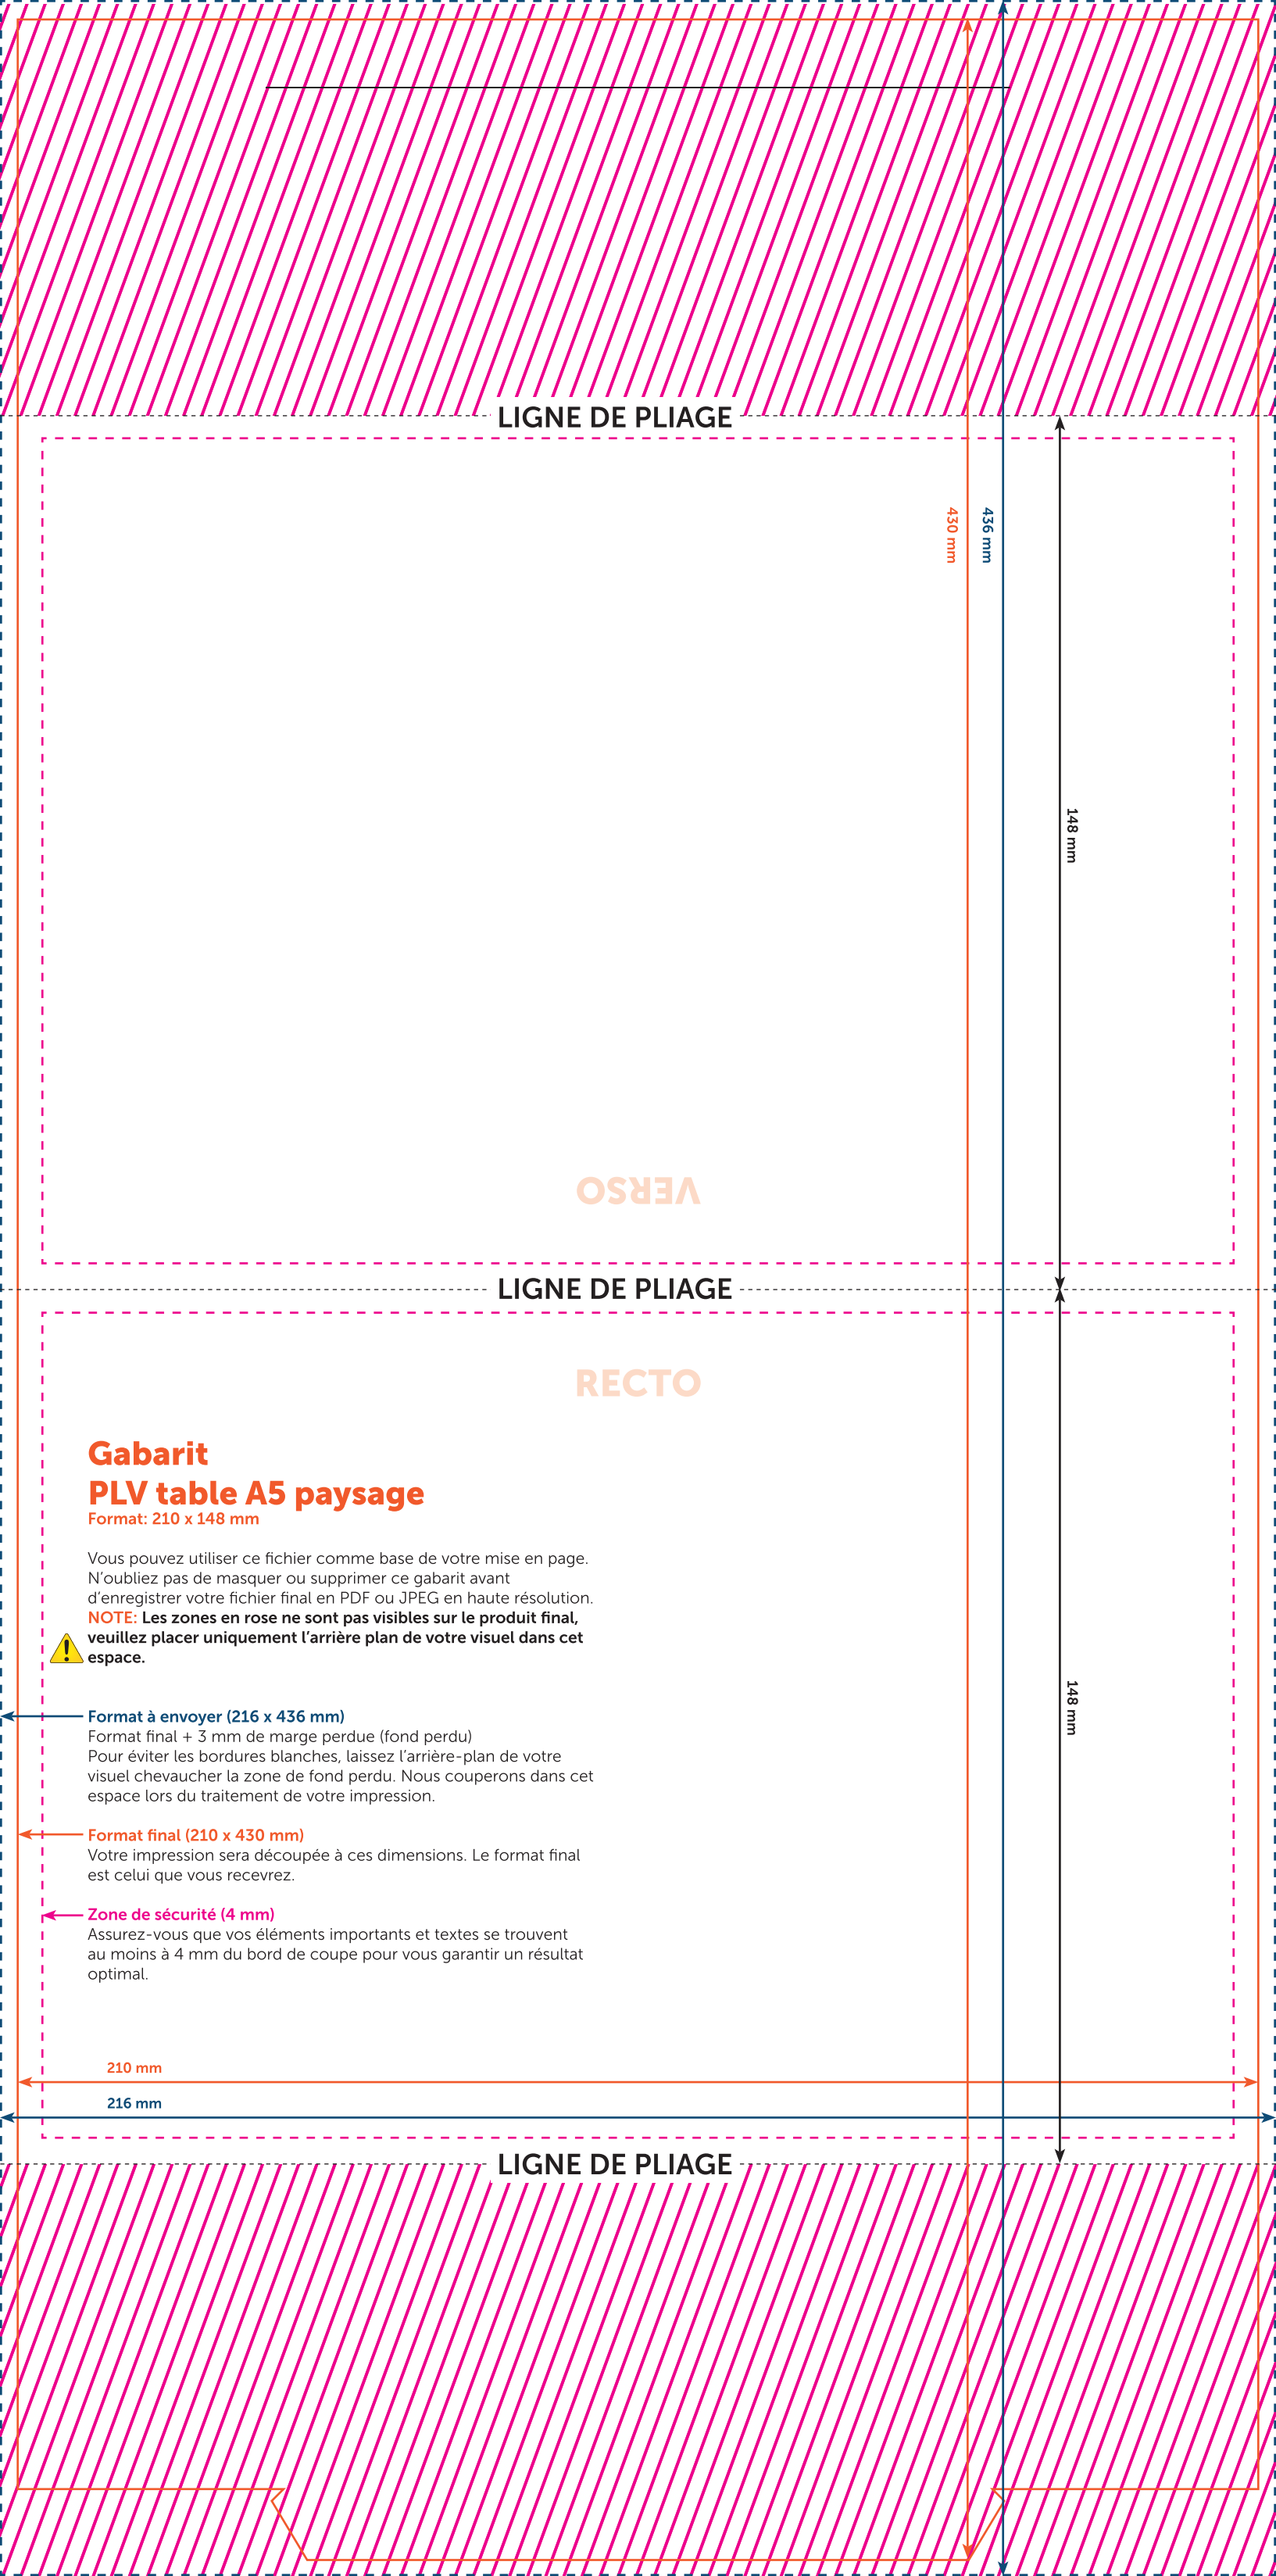 LIGNE DE PLIAGE
430 mm
436 mm
148 mm
VERSO
LIGNE DE PLIAGE
RECTO
Gabarit
PLV table A5 paysage
Format: 210 x 148 mm
Vous pouvez utiliser ce fichier comme base de votre mise en page.
N’oubliez pas de masquer ou supprimer ce gabarit avant
d’enregistrer votre fichier final en PDF ou JPEG en haute résolution.
NOTE: Les zones en rose ne sont pas visibles sur le produit final,
veuillez placer uniquement l’arrière plan de votre visuel dans cet
espace.
148 mm
Format à envoyer (216 x 436 mm)
Format final + 3 mm de marge perdue (fond perdu)
Pour éviter les bordures blanches, laissez l’arrière-plan de votre
visuel chevaucher la zone de fond perdu. Nous couperons dans cet
espace lors du traitement de votre impression.
Format final (210 x 430 mm)
Votre impression sera découpée à ces dimensions. Le format final
est celui que vous recevrez.
Zone de sécurité (4 mm)
Assurez-vous que vos éléments importants et textes se trouvent
au moins à 4 mm du bord de coupe pour vous garantir un résultat
optimal.
210 mm
216 mm
LIGNE DE PLIAGE